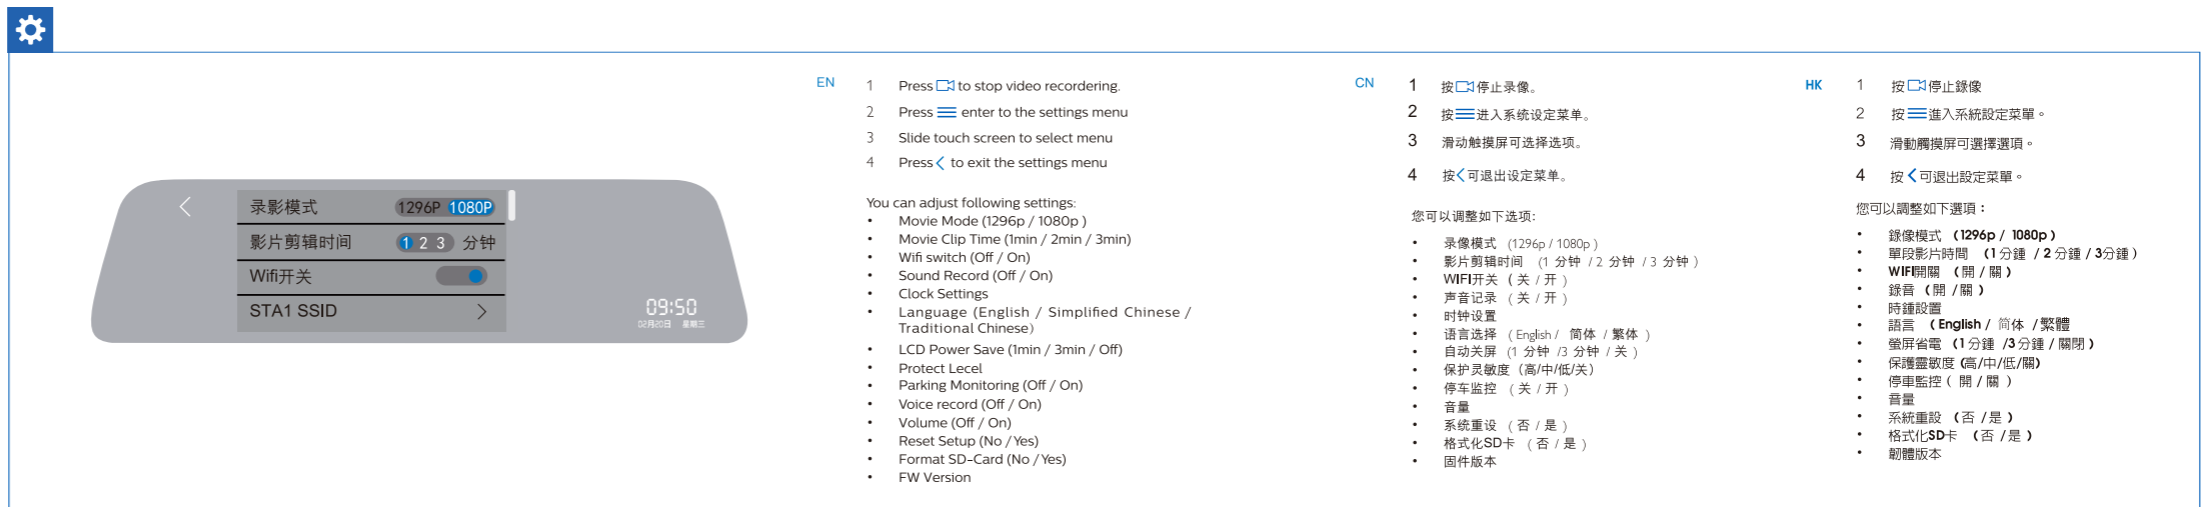 录影模式 1296P 1080P
影片剪辑时间 1 2 3 分钟
Wifi开关
STA1 SSID
09:50
02月20日 星期三
EN
1 Press to stop video recordering.
2 Press enter to the settings menu
3 Slide touch screen to select menu
4 Press to exit the settings menu
You can adjust following settings:
• Movie Mode (1296p / 1080p )
• Movie Clip Time (1min / 2min / 3min)
• Wifi switch (Off / On)
• Sound Record (Off / On)
• Clock Settings
• Language (English / Simplified Chinese /
Traditional Chinese)
• LCD Power Save (1min / 3min / Off)
• Protect Lecel
• Parking Monitoring (Off / On)
• Voice record (Off / On)
• Volume (Off / On)
• Reset Setup (No / Yes)
• Format SD-Card (No / Yes)
• FW Version
CN
1 按停止录像。
2 按进入系统设定菜单。
3 滑动触摸屏可选择选项。
4 按可退出设定菜单。
您可以调整如下选项:
• 录像模式 (1296p / 1080p )
• 影片剪辑时间 (1 分钟 / 2 分钟 / 3 分钟 )
• WIFI开关 ( 关 / 开 )
• 声音记录 ( 关 / 开 )
• 时钟设置
• 语言选择 ( English / 简体 / 繁体 )
• 自动关屏 (1 分钟 /3 分钟 / 关 )
• 保护灵敏度 (高/中/低/关)
• 停车监控 ( 关 / 开 )
• 音量
• 系统重设 ( 否 / 是 )
• 格式化SD卡 ( 否 / 是 )
• 固件版本
HK
1 按停止錄像
2 按進入系統設定菜單。
3 滑動觸摸屏可選擇選項。
4 按可退出設定菜單。
您可以調整如下選項:
• 錄像模式 (1296p / 1080p )
• 單段影片時間 (1 分鍾 / 2 分鍾 / 3分鍾 )
• WIFI開關 ( 開 / 關 )
• 錄音 ( 開 / 關 )
• 時鍾設置
• 語言 ( English / 简体 / 繁體
• 螢屏省電 (1 分鍾 /3 分鍾 / 關閉 )
• 保護靈敏度 (高/中/低/關)
• 停車監控 ( 開 / 關 )
• 音量
• 系統重設 ( 否 / 是 )
• 格式化SD卡 ( 否 / 是 )
• 韌體版本